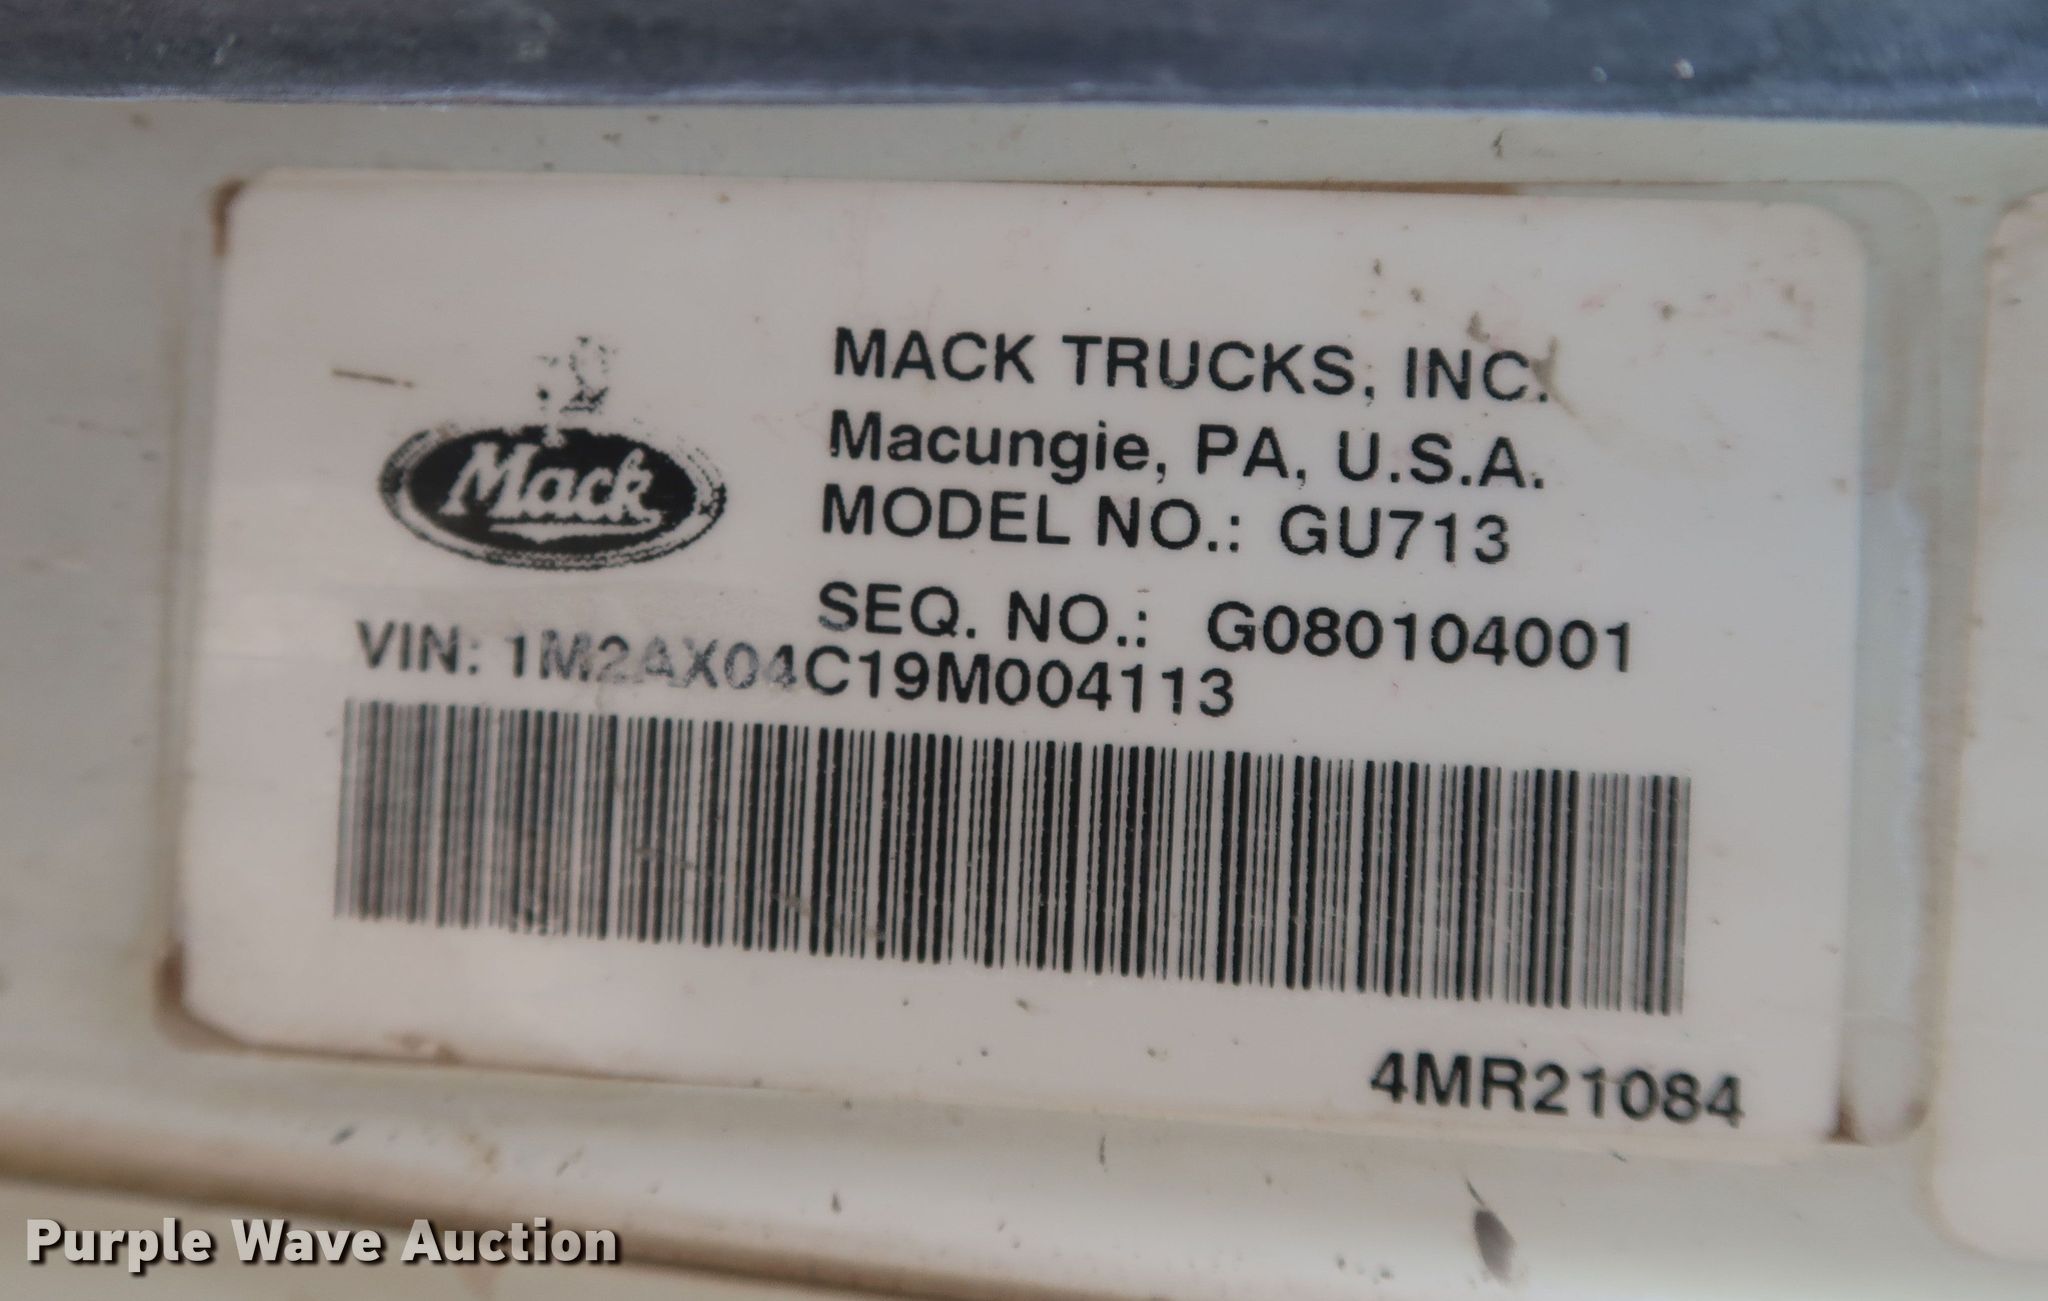 Mack
MACK TRUCKS, INC.
Macungie, PA, U.S.A.
MODEL NO.: GU713
SEQ. NO.: G080104001
VIN: 1M2AX04C19M004113
4MR21084
Purple Wave Auction